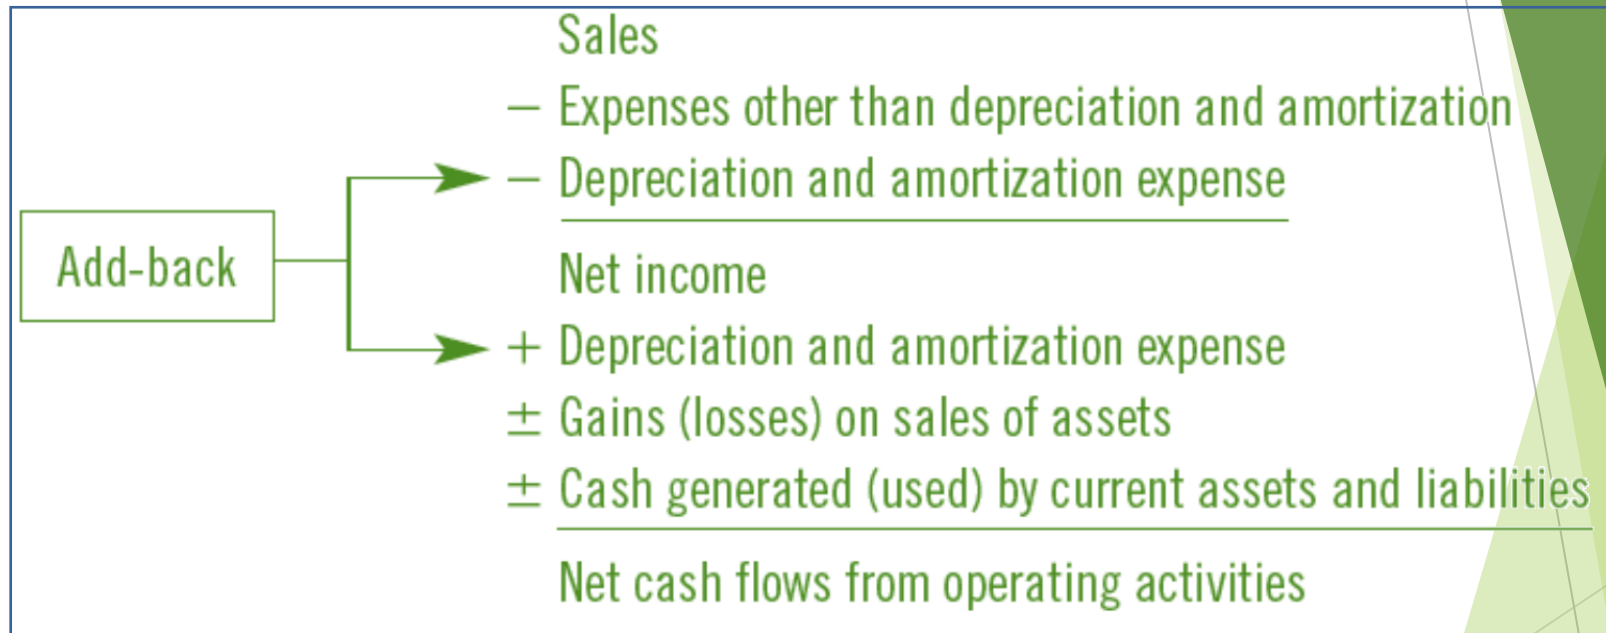 Sales
− Expenses other than depreciation and amortization
− Depreciation and amortization expense
Add-back
Net income
+ Depreciation and amortization expense
± Gains (losses) on sales of assets
± Cash generated (used) by current assets and liabilities
Net cash flows from operating activities